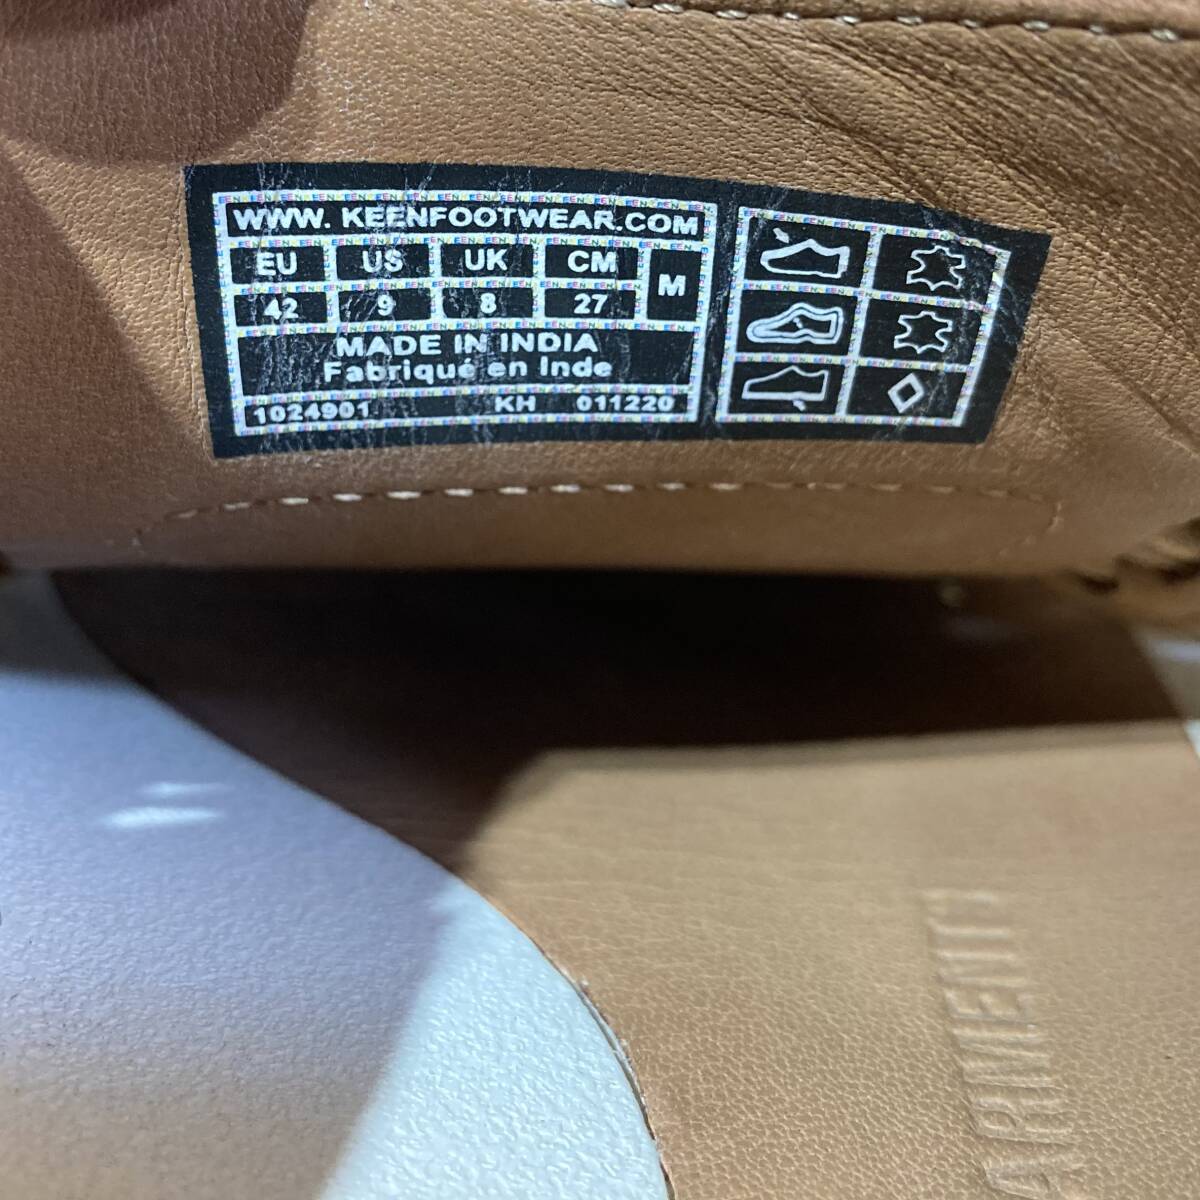 WWW. KEENFOOTWEAR.COM
EU US UK CM M
42 9 8 27
MADE IN INDIA
Fabriqué en Inde
1024901 KH 011220